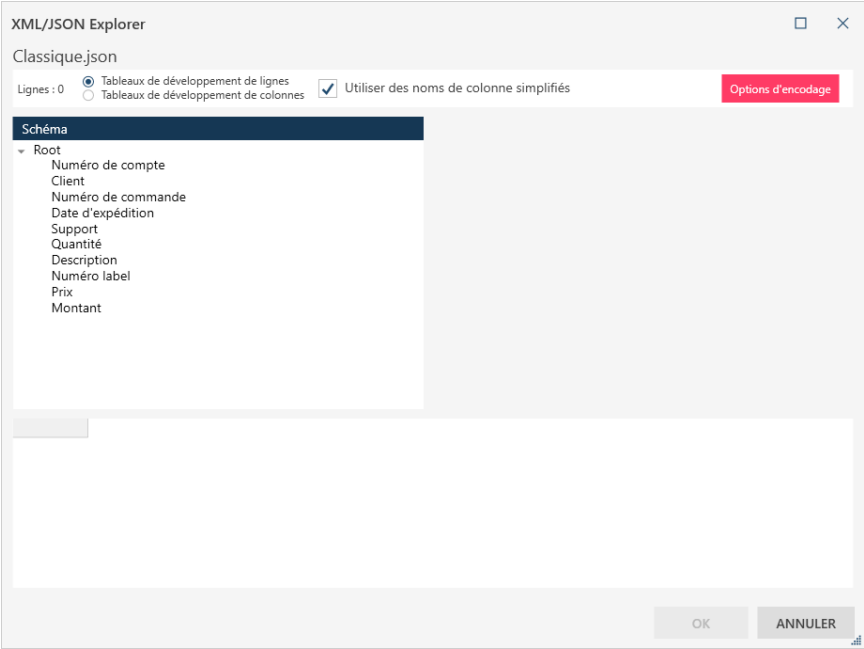 XML/JSON Explorer
Classique.json
Lignes : 0
Tableaux de développement de lignes
Tableaux de développement de colonnes
Utiliser des noms de colonne simplifiés
Options d'encodage
Schéma
Root
Numéro de compte
Client
Numéro de commande
Date d'expédition
Support
Quantité
Description
Numéro label
Prix
Montant
OK
ANNULER